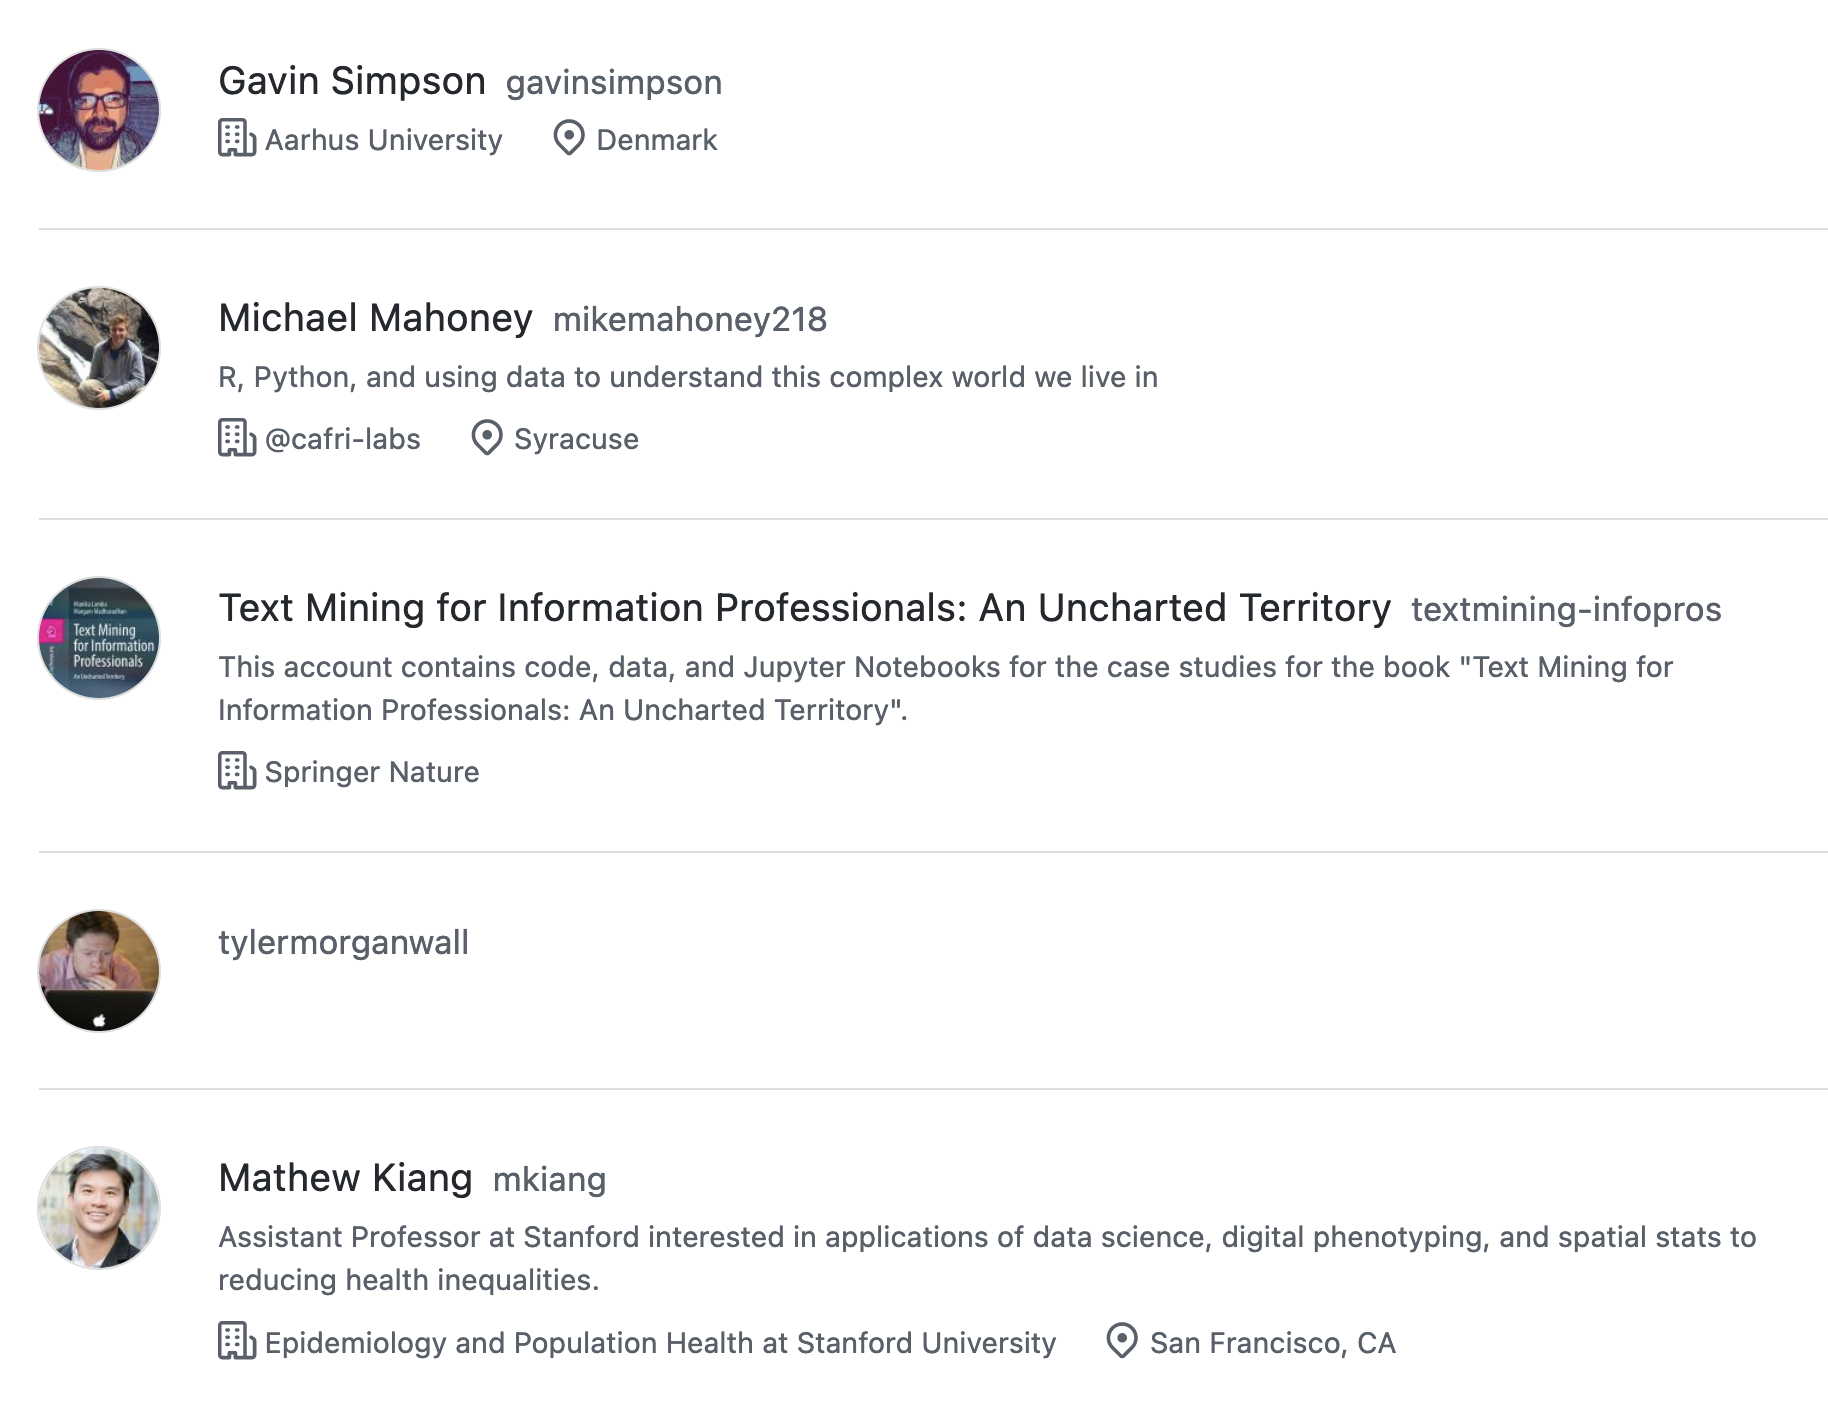 Gavin Simpson gavinsimpson
Aarhus University Denmark
Michael Mahoney mikemahoney218
R, Python, and using data to understand this complex world we live in
@cafri-labs Syracuse
Text Mining for Information Professionals: An Uncharted Territory textmining-infopros
Text Mining
for Information
Professionals
An Uncharted Territory
This account contains code, data, and Jupyter Notebooks for the case studies for the book "Text Mining for
Information Professionals: An Uncharted Territory".
Springer Nature
tylermorganwall
Mathew Kiang mkiang
Assistant Professor at Stanford interested in applications of data science, digital phenotyping, and spatial stats to
reducing health inequalities.
Epidemiology and Population Health at Stanford University San Francisco, CA